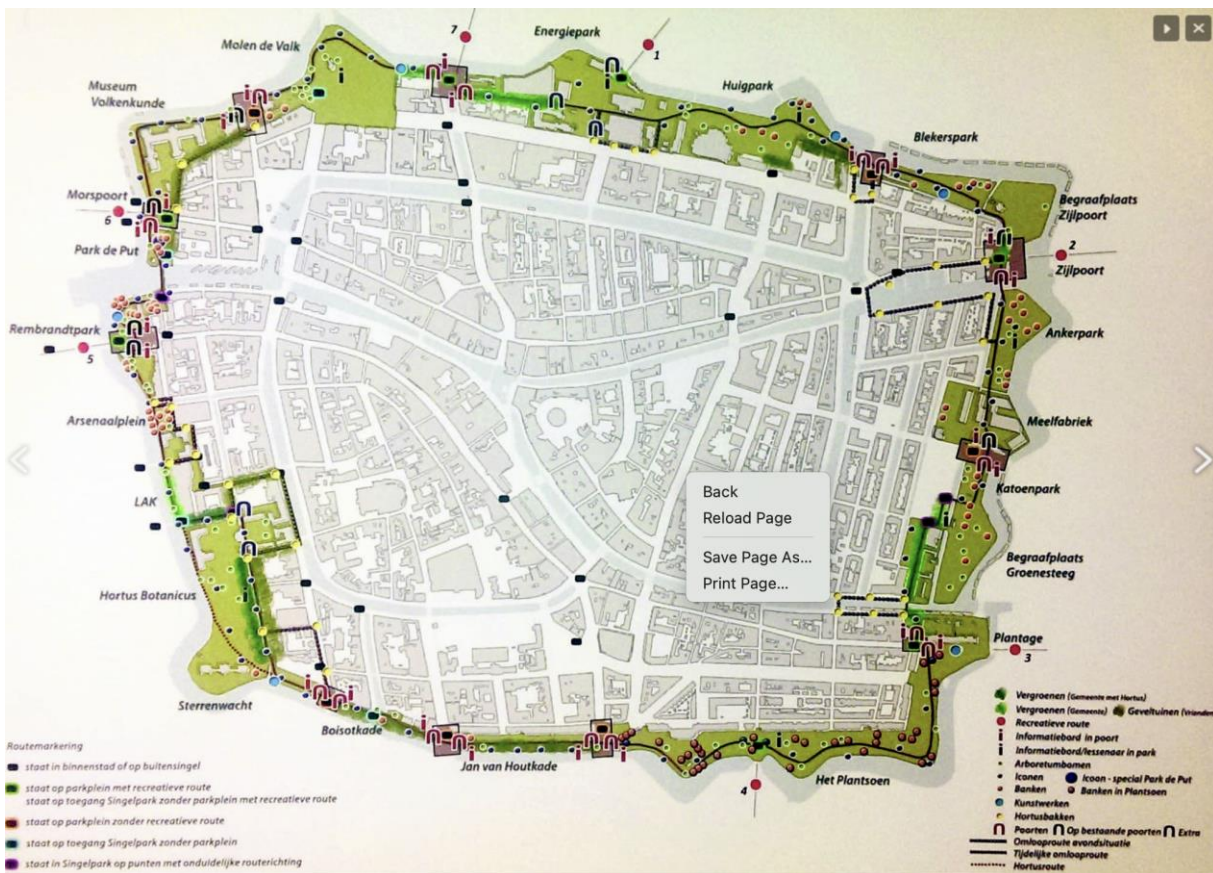 7
Energiepark
Molen de Valk
1
Museum
Volkenkunde
Huigpark
Blekerspark
Morspoort
6
Begraafplaats
Zijlpoort
Park de Put
2
Zijlpoort
Rembrandtpark
5
Ankerpark
Arsenaalplein
Meelfabriek
LAK
Katoenpark
Back
Reload Page
Save Page As...
Print Page...
Begraafplaats
Groenesteeg
Hortus Botanicus
Plantage
3
Sterrenwacht
Boisotkade
Jan van Houtkade
4
Het Plantsoen
Routemarkering
staat in binnenstad of op buitensingel
staat op parkplein met recreatieve route
staat op toegang Singelpark zonder parkplein met recreatieve route
staat op parkplein zonder recreatieve route
staat op toegang Singelpark zonder parkplein
staat in Singelpark op punten met onduidelijke routerichting
Vergroenen (Gemeente met Hortus)
Vergroenen (Gemeente) Geveltuinen (Vrienden
Recreatieve route
Informatiebord in poort
Informatiebord/lessenaar in park
Arboretumbomen
Iconen Icoon - special Park de Put
Banken Banken in Plantsoen
Kunstwerken
Hortusbakken
Poorten Op bestaande poorten Extra
Omlooproute avondsituatie
Tijdelijke omlooproute
Hortusroute